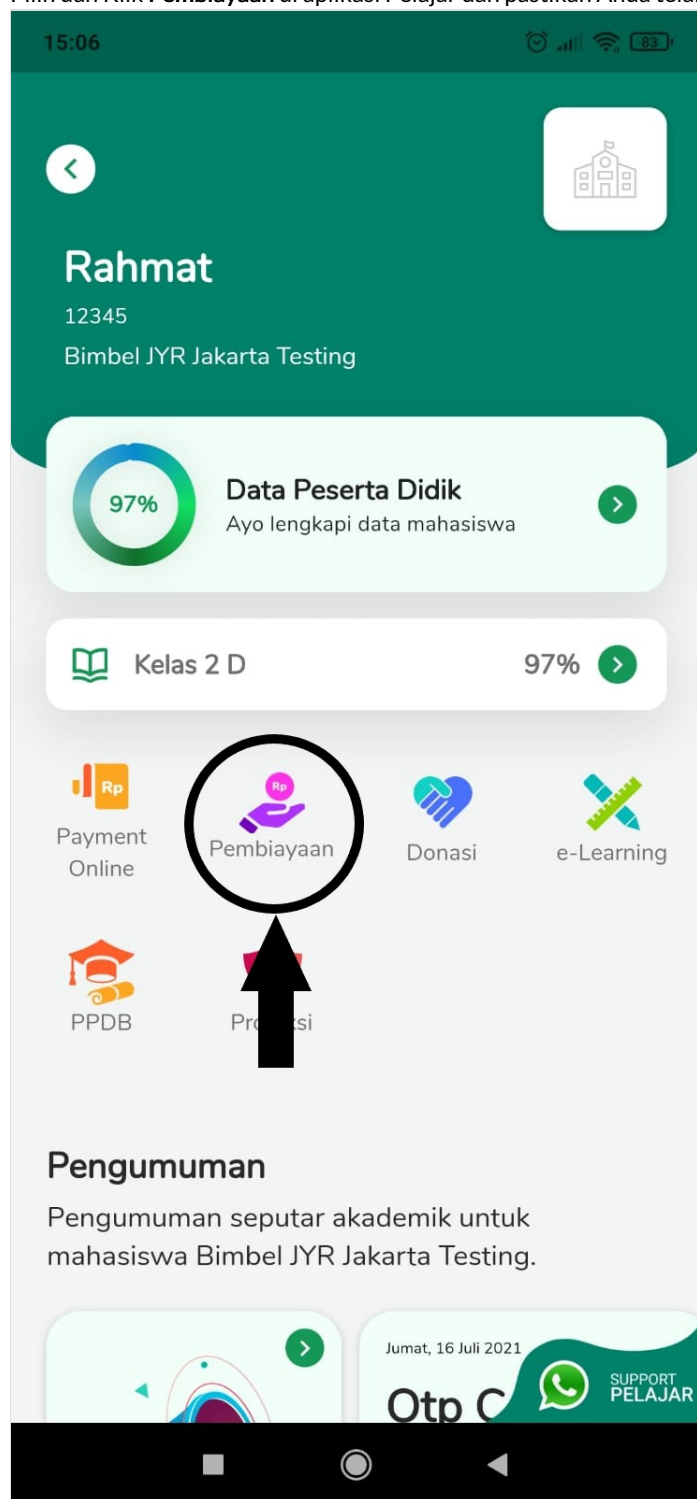 15:06
83
Rahmat
12345
Bimbel JYR Jakarta Testing
97%
Data Peserta Didik
Ayo lengkapi data mahasiswa
Kelas 2 D
97%
Rp
Rp
Payment
Online
Pembiayaan
Donasi
e-Learning
PPDB
Pengumuman
Pengumuman seputar akademik untuk
mahasiswa Bimbel JYR Jakarta Testing.
Jumat, 16 Juli 2021
Otp
SUPPORT
PELAJAR